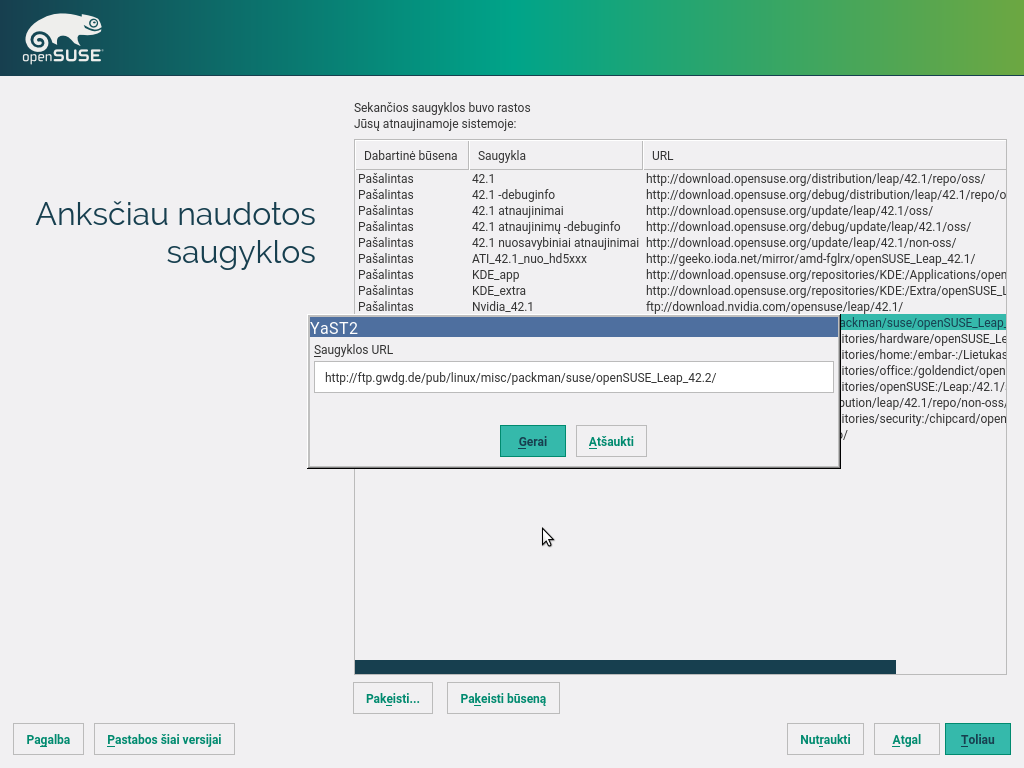 openSUSE
Sekančios saugyklos buvo rastos
Jūsų atnaujinamoje sistemoje:
Anksčiau naudotos
saugyklos
Dabartinė būsena Saugykla URL
Pašalintas 42.1 http://download.opensuse.org/distribution/leap/42.1/repo/oss/
Pašalintas 42.1 -debuginfo http://download.opensuse.org/debug/distribution/leap/42.1/repo/o
Pašalintas 42.1 atnaujinimai http://download.opensuse.org/update/leap/42.1/oss/
Pašalintas 42.1 atnaujinimų -debuginfo http://download.opensuse.org/debug/update/leap/42.1/oss/
Pašalintas 42.1 nuosavybiniai atnaujinimai http://download.opensuse.org/update/leap/42.1/non-oss/
Pašalintas ATI_42.1_nuo_hd5xxx http://geeko.ioda.net/mirror/amd-fglrx/openSUSE_Leap_42.1/
Pašalintas KDE_app http://download.opensuse.org/repositories/KDE:/Applications/open
Pašalintas KDE_extra http://download.opensuse.org/repositories/KDE:/Extra/openSUSE_L
Pašalintas Nvidia_42.1 ftp://download.nvidia.com/opensuse/leap/42.1/
ackman/suse/openSUSE_Leap_
itories/hardware/openSUSE_Le
itories/home:/embar-:/Lietukas
itories/office:/goldendict/open
itories/openSUSE:/Leap:/42.1/
bution/leap/42.1/repo/non-oss/
itories/security:/chipcard/open
YaST2
Saugyklos URL
http://ftp.gwdg.de/pub/linux/misc/packman/suse/openSUSE_Leap_42.2/
Gerai Atšaukti
Pakeisti... Pakeisti būseną
Pagalba Pastabos šiai versijai Nutraukti Atgal Toliau